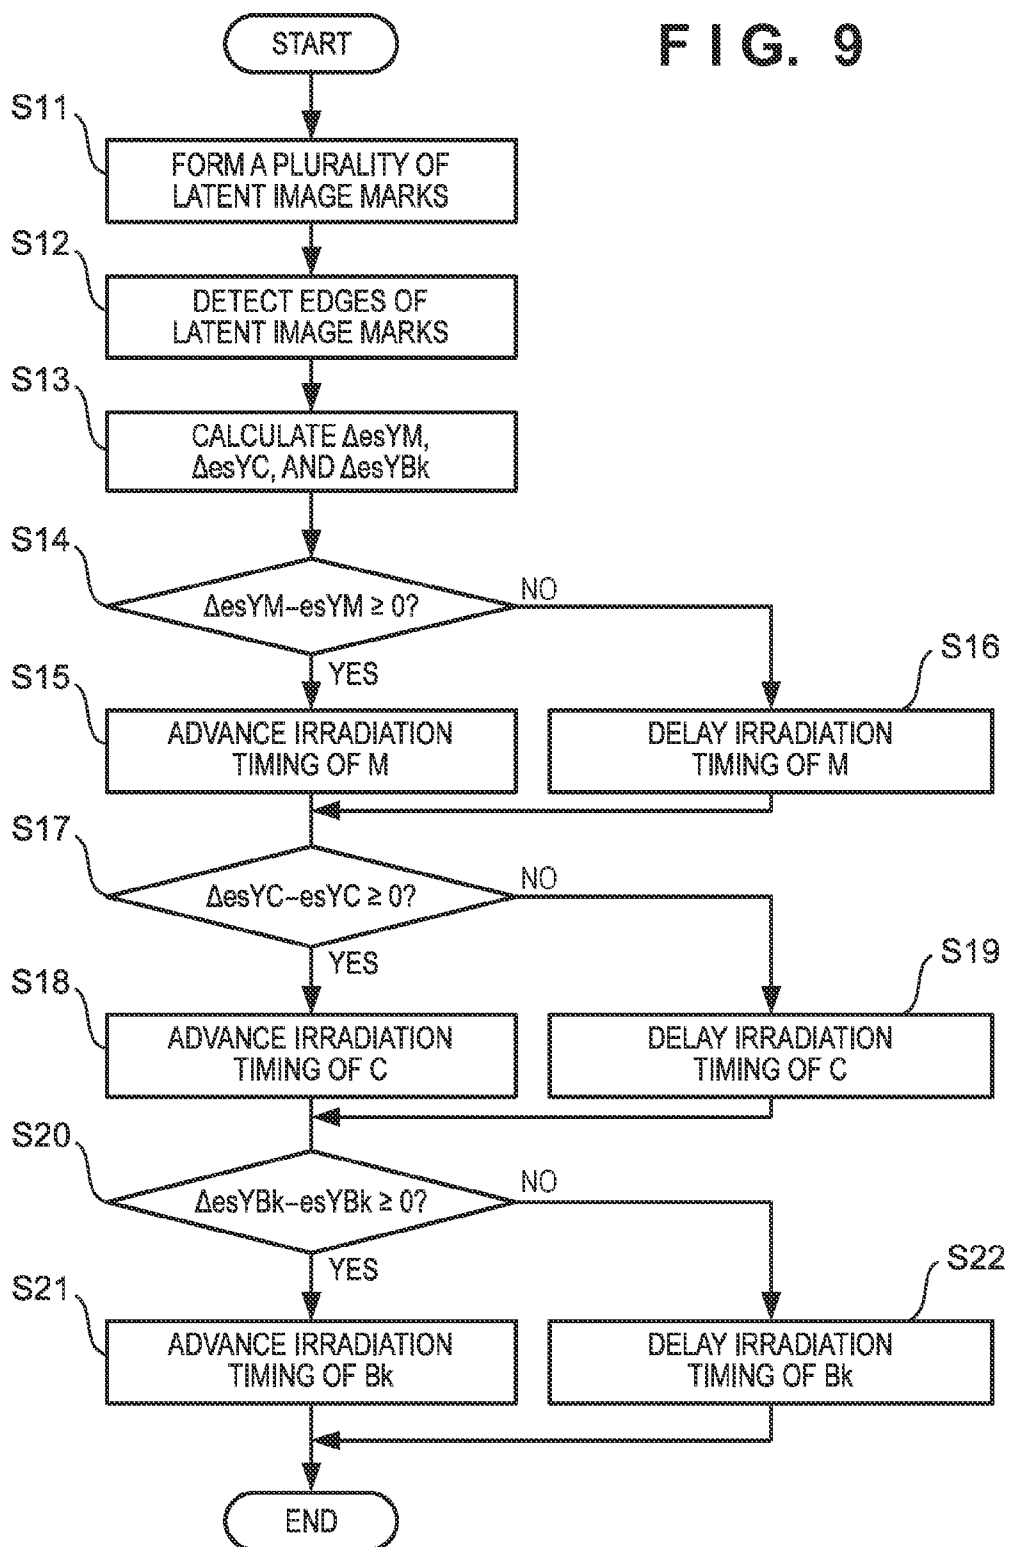 START
FIG. 9
S11
FORM A PLURALITY OF
LATENT IMAGE MARKS
S12
DETECT EDGES OF
LATENT IMAGE MARKS
S13
CALCULATE ΔesYM,
ΔesYC, AND ΔesYBk
S14
ΔesYM–esYM ≥ 0?
NO
YES
S15
ADVANCE IRRADIATION
TIMING OF M
S16
DELAY IRRADIATION
TIMING OF M
S17
ΔesYC–esYC ≥ 0?
NO
YES
S18
ADVANCE IRRADIATION
TIMING OF C
S19
DELAY IRRADIATION
TIMING OF C
S20
ΔesYBk–esYBk ≥ 0?
NO
YES
S21
ADVANCE IRRADIATION
TIMING OF Bk
S22
DELAY IRRADIATION
TIMING OF Bk
END